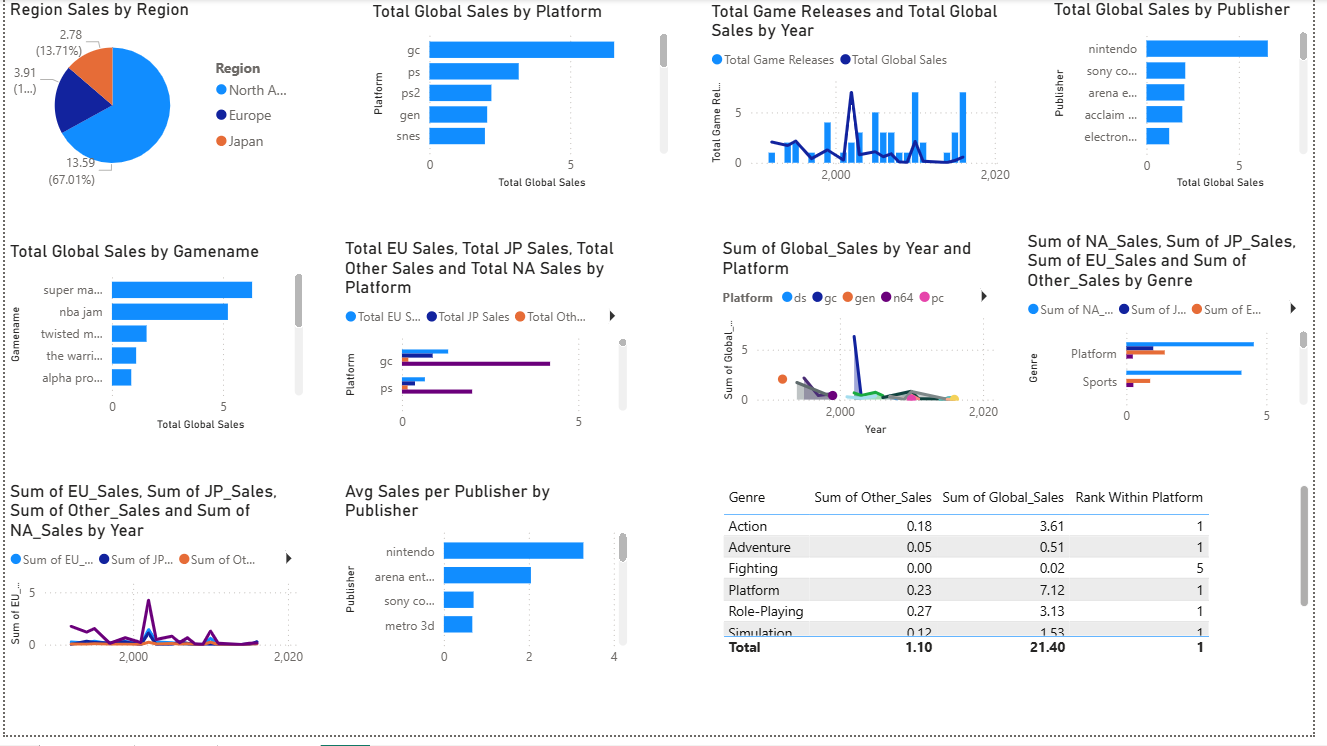 Region Sales by Region
2.78
(13.71%)
3.91
(1...)
13.59
(67.01%)
Region
North A...
Europe
Japan
Total Global Sales by Platform
Platform
gc
ps
ps2
gen
snes
0
5
Total Global Sales
Total Game Releases and Total Global
Sales by Year
Total Game Releases
Total Global Sales
Total Game Rel...
5
0
2,000
2,020
Total Global Sales by Publisher
Publisher
nintendo
sony co...
arena e...
acclaim ...
electron...
0
5
Total Global Sales
Total Global Sales by Gamename
Gamename
super ma...
nba jam
twisted m...
the warri...
alpha pro...
0
5
Total Global Sales
Total EU Sales, Total JP Sales, Total
Other Sales and Total NA Sales by
Platform
Total EU S...
Total JP Sales
Total Oth...
Platform
gc
ps
0
5
Sum of Global_Sales by Year and
Platform
Platform
ds
gc
gen
n64
pc
Sum of Global_...
5
0
2,000
2,020
Year
Sum of NA_Sales, Sum of JP_Sales,
Sum of EU_Sales and Sum of
Other_Sales by Genre
Sum of NA_...
Sum of J...
Sum of E...
Genre
Platform
Sports
0
5
Sum of EU_Sales, Sum of JP_Sales,
Sum of Other_Sales and Sum of
NA_Sales by Year
Sum of EU_...
Sum of JP...
Sum of Ot...
Sum of EU_...
5
0
2,000
2,020
Avg Sales per Publisher by
Publisher
Publisher
nintendo
arena ent...
sony co...
metro 3d
0
2
4
Genre Sum of Other_Sales Sum of Global_Sales Rank Within Platform
Action 0.18 3.61 1
Adventure 0.05 0.51 1
Fighting 0.00 0.02 5
Platform 0.23 7.12 1
Role-Playing 0.27 3.13 1
Simulation 0.12 1.53 1
Total 1.10 21.40 1